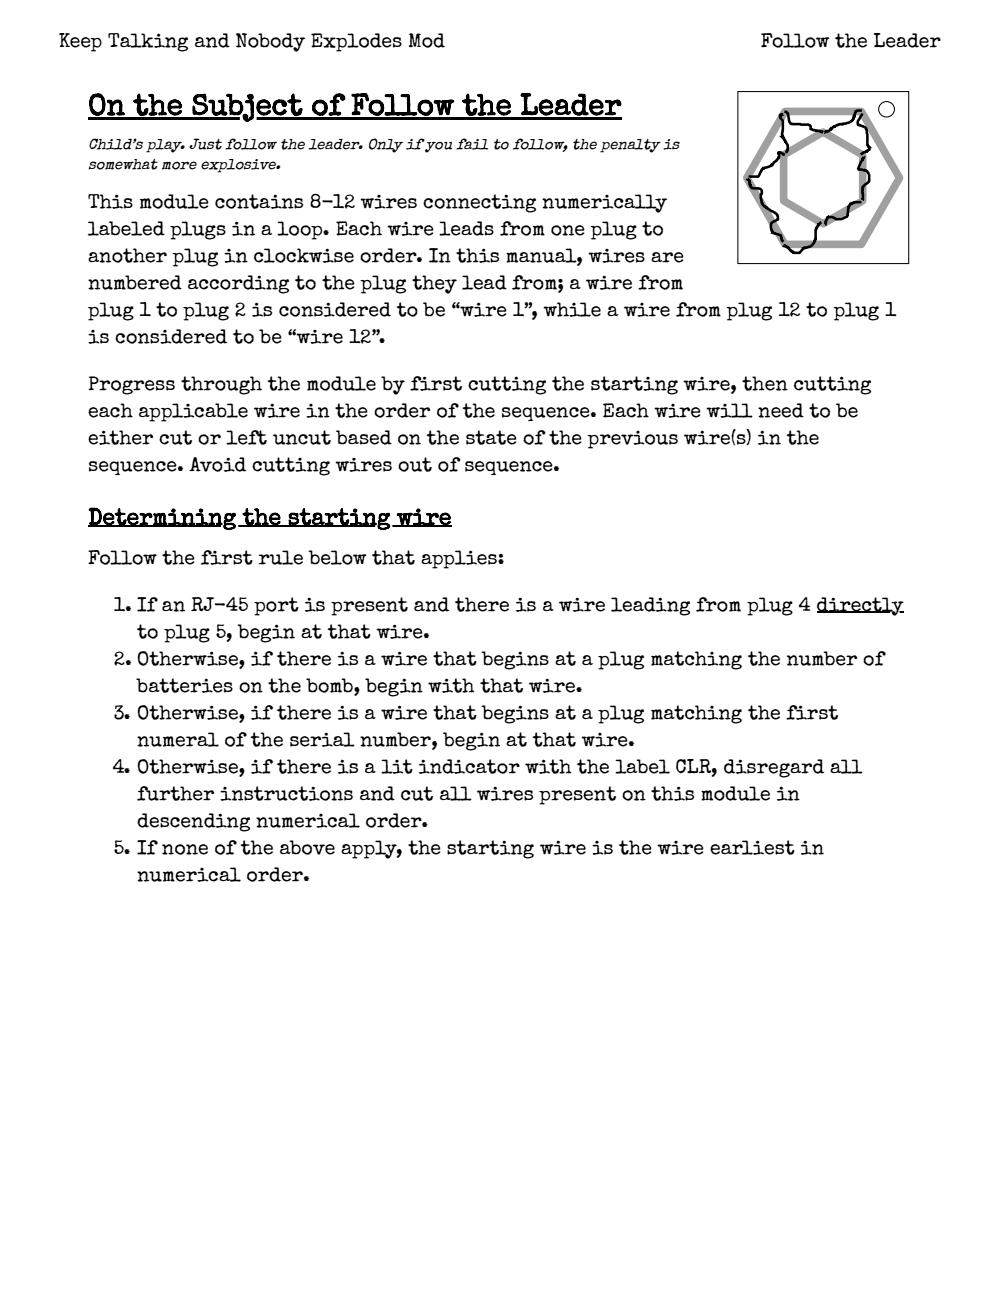 Keep Talking and Nobody Explodes Mod
Follow the Leader
On the Subject of Follow the Leader
Child's play. Just follow the leader. Only if you fail to follow, the penalty is
somewhat more explosive.
This module contains 8–12 wires connecting numerically
labeled plugs in a loop. Each wire leads from one plug to
another plug in clockwise order. In this manual, wires are
numbered according to the plug they lead from; a wire from
plug 1 to plug 2 is considered to be “wire 1”, while a wire from plug 12 to plug 1
is considered to be “wire 12”.
Progress through the module by first cutting the starting wire, then cutting
each applicable wire in the order of the sequence. Each wire will need to be
either cut or left uncut based on the state of the previous wire(s) in the
sequence. Avoid cutting wires out of sequence.
Determining the starting wire
Follow the first rule below that applies:
1. If an RJ-45 port is present and there is a wire leading from plug 4 directly
to plug 5, begin at that wire.
2. Otherwise, if there is a wire that begins at a plug matching the number of
batteries on the bomb, begin with that wire.
3. Otherwise, if there is a wire that begins at a plug matching the first
numeral of the serial number, begin at that wire.
4. Otherwise, if there is a lit indicator with the label CLR, disregard all
further instructions and cut all wires present on this module in
descending numerical order.
5. If none of the above apply, the starting wire is the wire earliest in
numerical order.